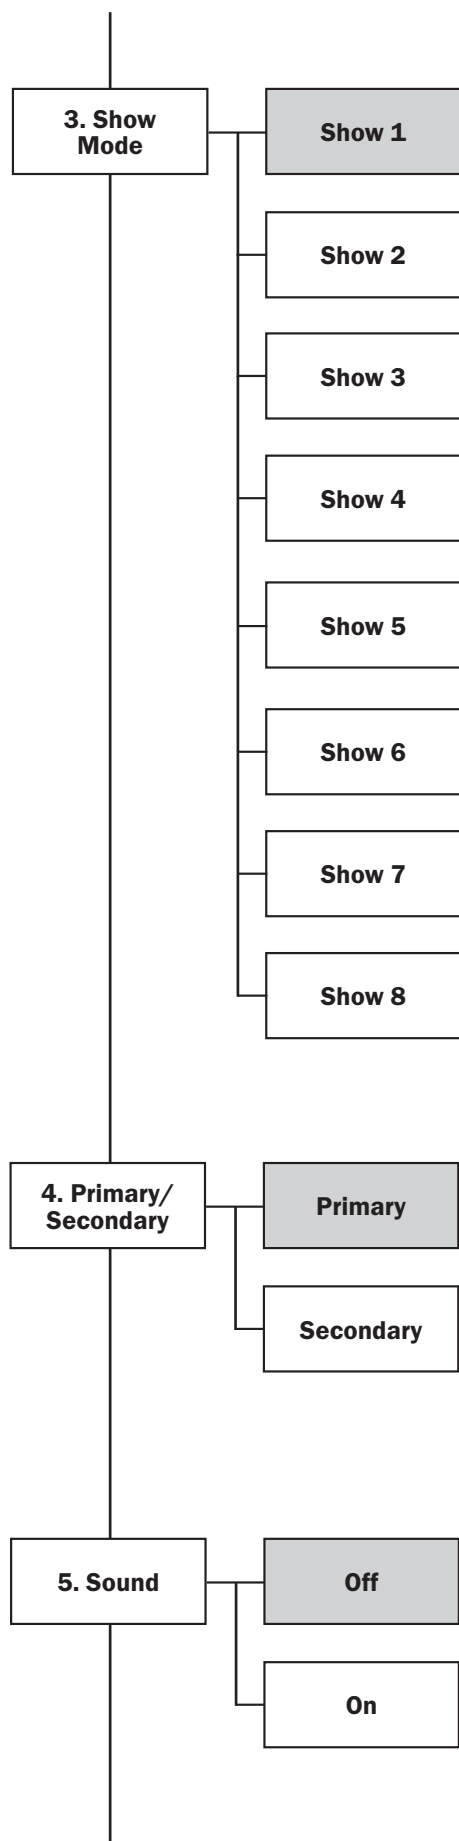 3. Show
Mode
Show 1
Show 2
Show 3
Show 4
Show 5
Show 6
Show 7
Show 8
4. Primary/
Secondary
Primary
Secondary
5. Sound
Off
On